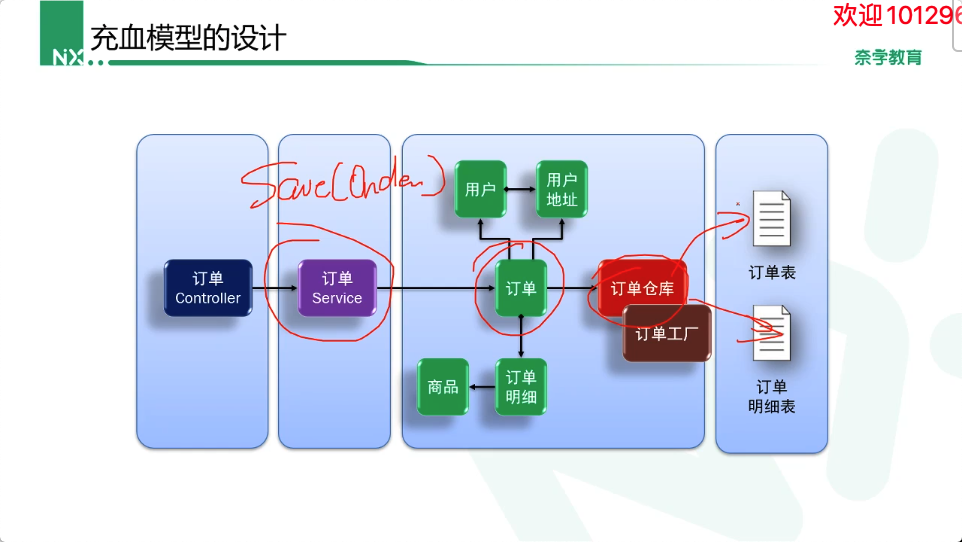 欢迎101296
NX
充血模型的设计
奈学教育
Save(Order)
用户
用户
地址
订单
Controller
订单
Service
订单
订单仓库
订单工厂
订单表
商品
订单
明细
订单
明细表